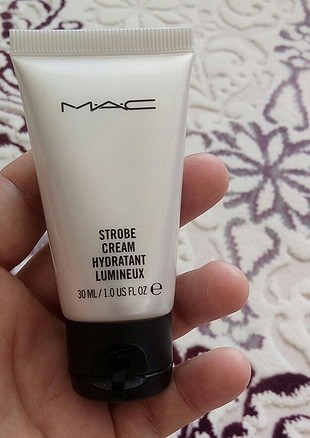 M·A·C
STROBE
CREAM
HYDRATANT
LUMINEUX
30 ML / 1.0 US FL OZ e